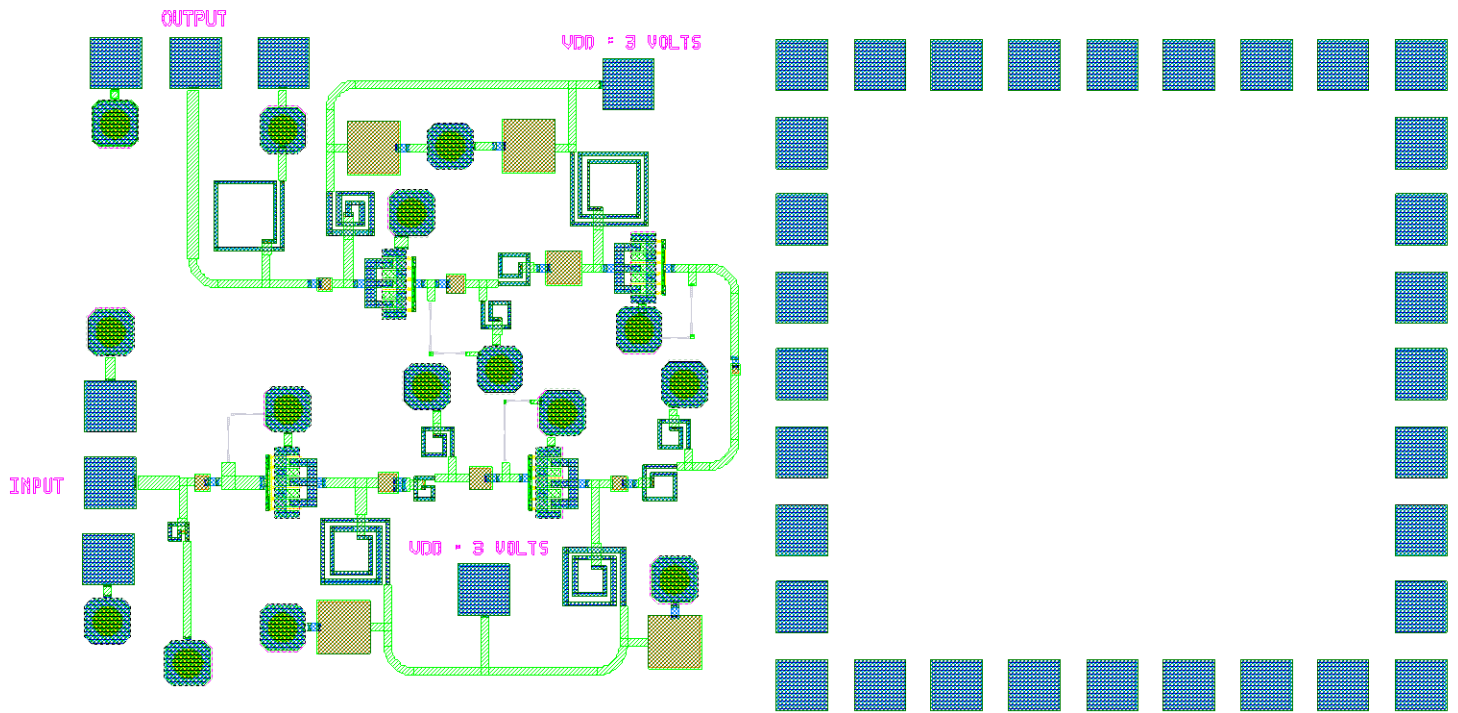 OUTPUT
VDD = 3 VOLTS
INPUT
VDD = 3 VOLTS